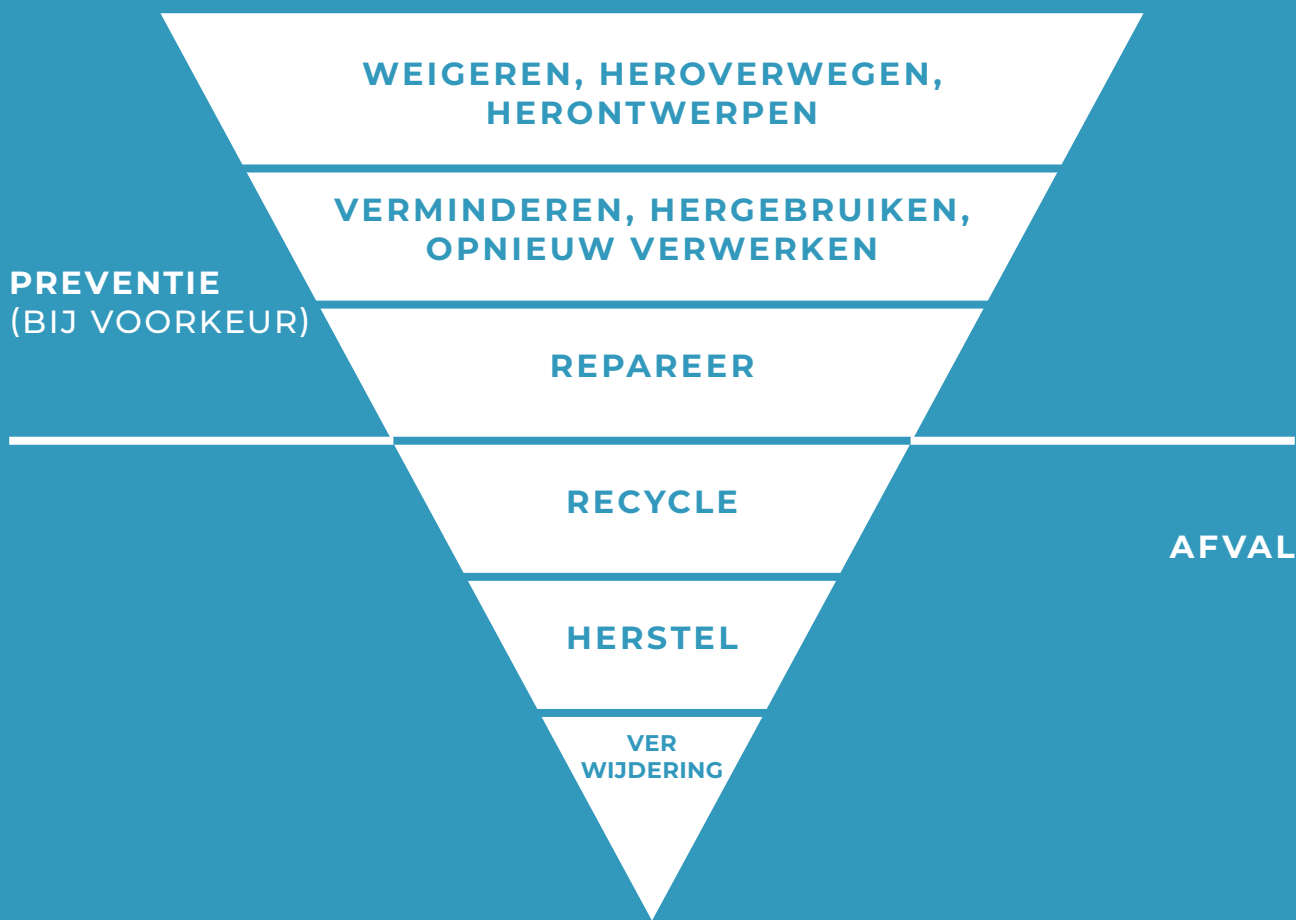 WEIGEREN, HEROVERWEGEN,
HERONTWERPEN
VERMINDEREN, HERGEBRUIKEN,
OPNIEUW VERWERKEN
PREVENTIE
(BIJ VOORKEUR)
REPAREER
RECYCLE
AFVAL
HERSTEL
VER
WIJDERING